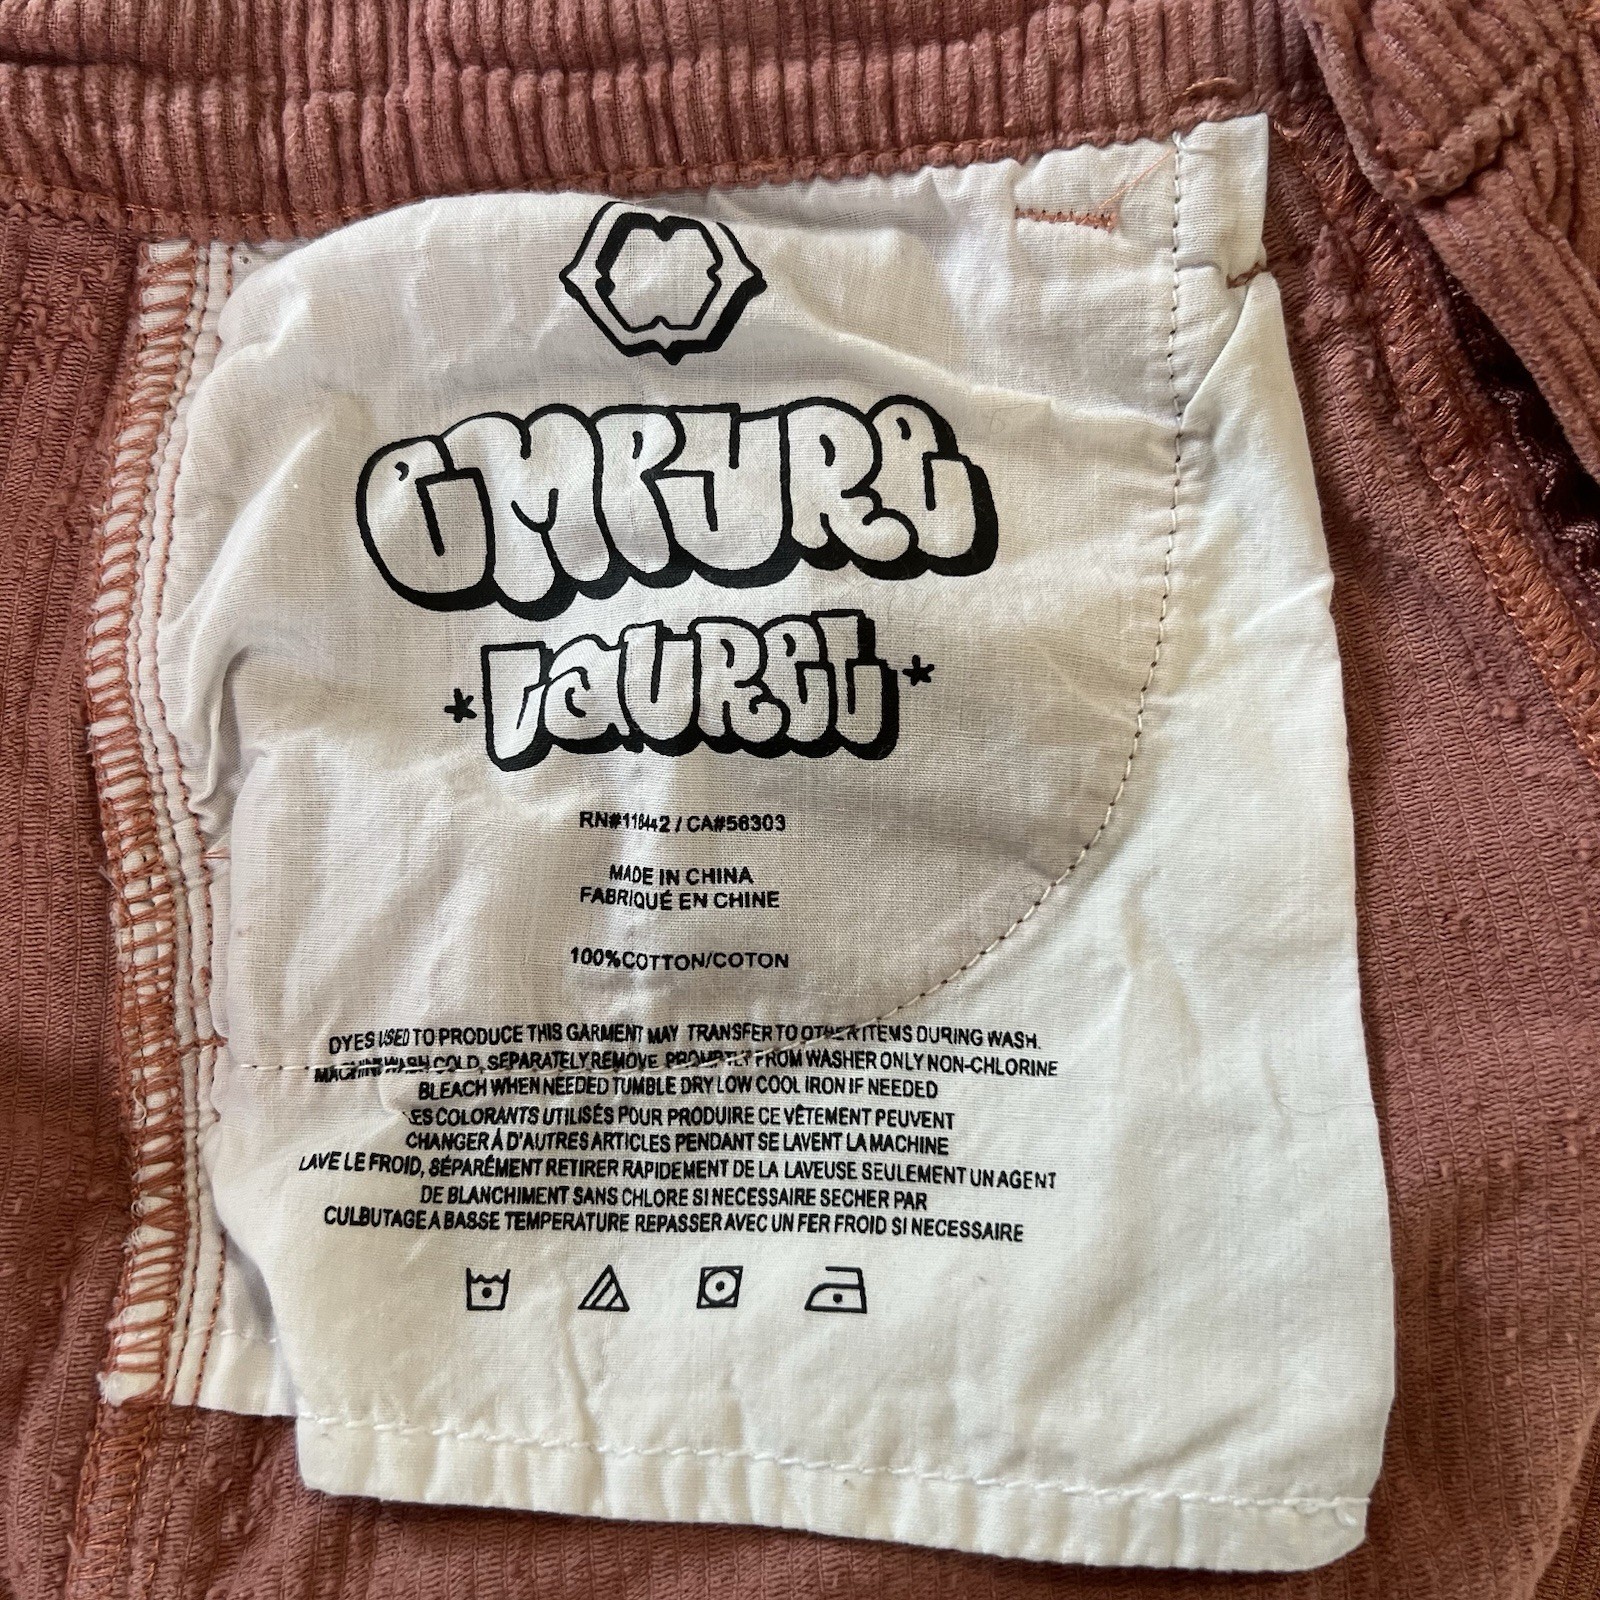 EMPYRE
*LAUREL*
RN#116442 / CA#56303
MADE IN CHINA
FABRIQUÉ EN CHINE
100%COTTON/COTON
DYES USED TO PRODUCE THIS GARMENT MAY TRANSFER TO OTHER ITEMS DURING WASH.
MACHINE WASH COLD, SEPARATELY REMOVE PROMPTLY FROM WASHER ONLY NON-CHLORINE
BLEACH WHEN NEEDED TUMBLE DRY LOW COOL IRON IF NEEDED
LES COLORANTS UTILISÉS POUR PRODUIRE CE VÊTEMENT PEUVENT
CHANGER Á D'AUTRES ARTICLES PENDANT SE LAVENT LA MACHINE
LAVE LE FROID, SÉPARÉMENT RETIRER RAPIDEMENT DE LA LAVEUSE SEULEMENT UN AGENT
DE BLANCHIMENT SANS CHLORE SI NECESSAIRE SECHER PAR
CULBUTAGE A BASSE TEMPERATURE REPASSER AVEC UN FER FROID SI NECESSAIRE